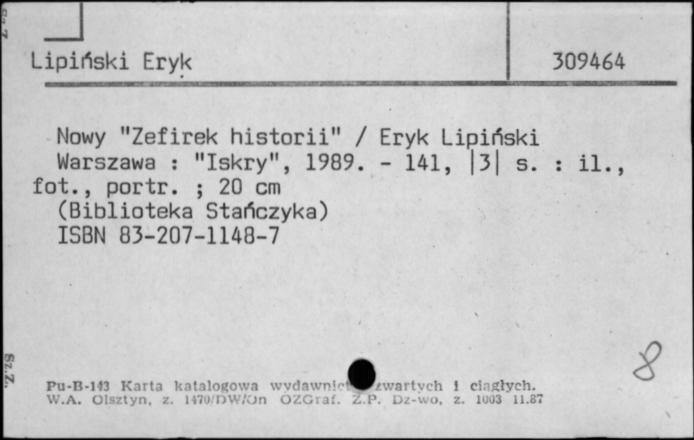 Lipiński Eryk 309464
Nowy "Zefirek historii" / Eryk Lipiński
Warszawa : "Iskry", 1989. - 141, |3| s. : il.,
fot., portr. ; 20 cm
(Biblioteka Stańczyka)
ISBN 83-207-1148-7
8
Sz.Z.
Pu-B-143 Karta katalogowa wydawnict zwartych i ciągłych.
W.A. Olsztyn, z. 1470/DW/Jn OZGraf. Z.P. Dz-wo, z. 1003 11.87